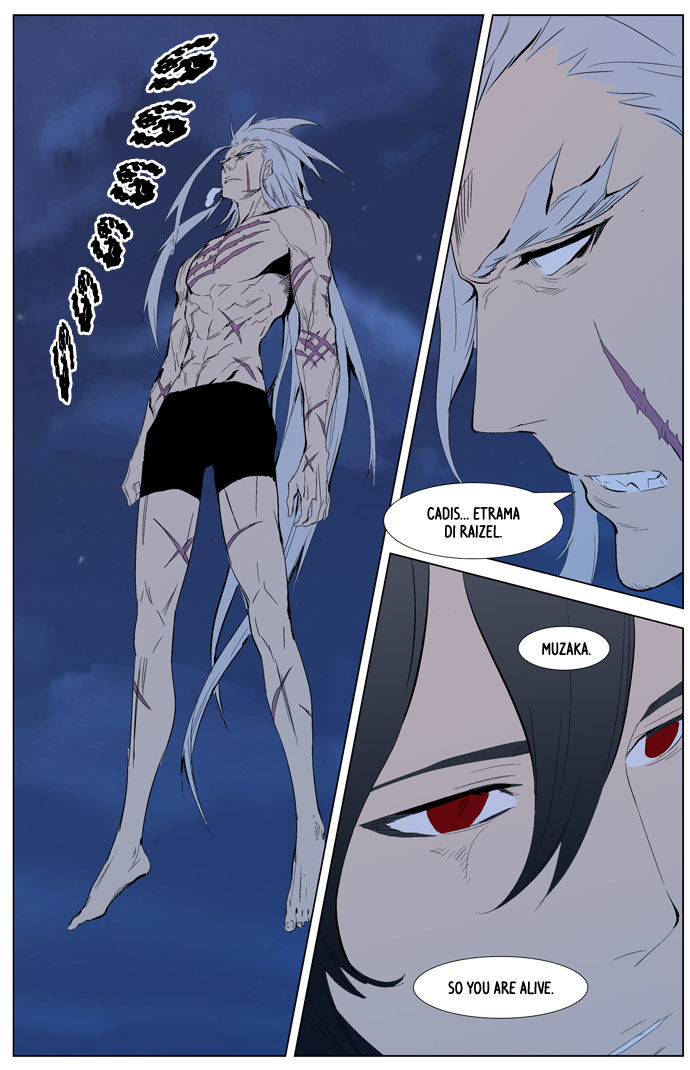 CADIS... ETRAMA
DI RAIZEL.
MUZAKA.
SO YOU ARE ALIVE.